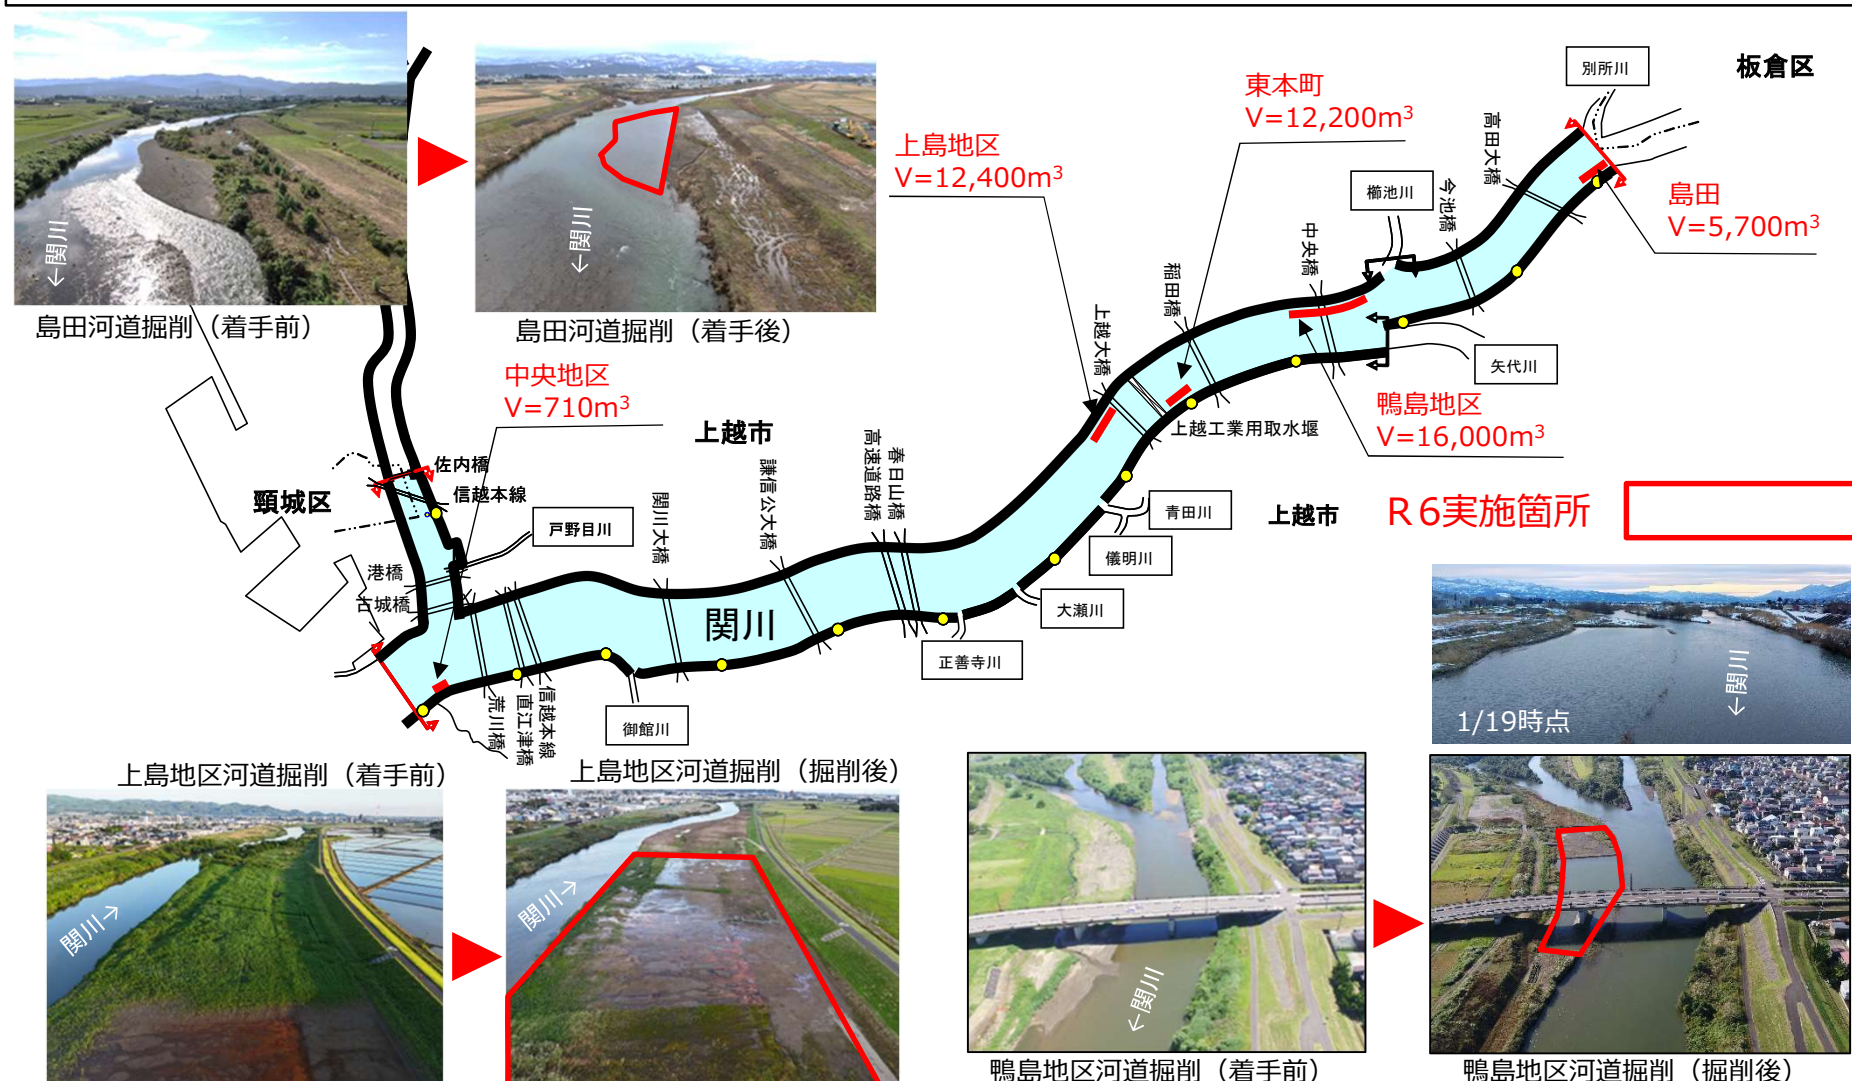 ←関川
島田河道掘削（着手前）
←関川
島田河道掘削（着手後）
上島地区
V=12,400m³
東本町
V=12,200m³
別所川
板倉区
高田大橋
島田
V=5,700m³
櫛池川
今池橋
中央橋
稲田橋
上越大橋
矢代川
鴨島地区
V=16,000m³
上越工業用取水堰
中央地区
V=710m³
上越市
佐内橋
信越本線
頸城区
戸野目川
港橋
古城橋
関川大橋
謙信公大橋
高速道路橋
春日山橋
青田川
上越市
R6実施箇所
儀明川
大瀬川
関川
正善寺川
御館川
荒川橋
直江津橋
信越本線
←関川
1/19時点
上島地区河道掘削（着手前）
関川→
上島地区河道掘削（掘削後）
関川→
←関川
鴨島地区河道掘削（着手前）
鴨島地区河道掘削（掘削後）